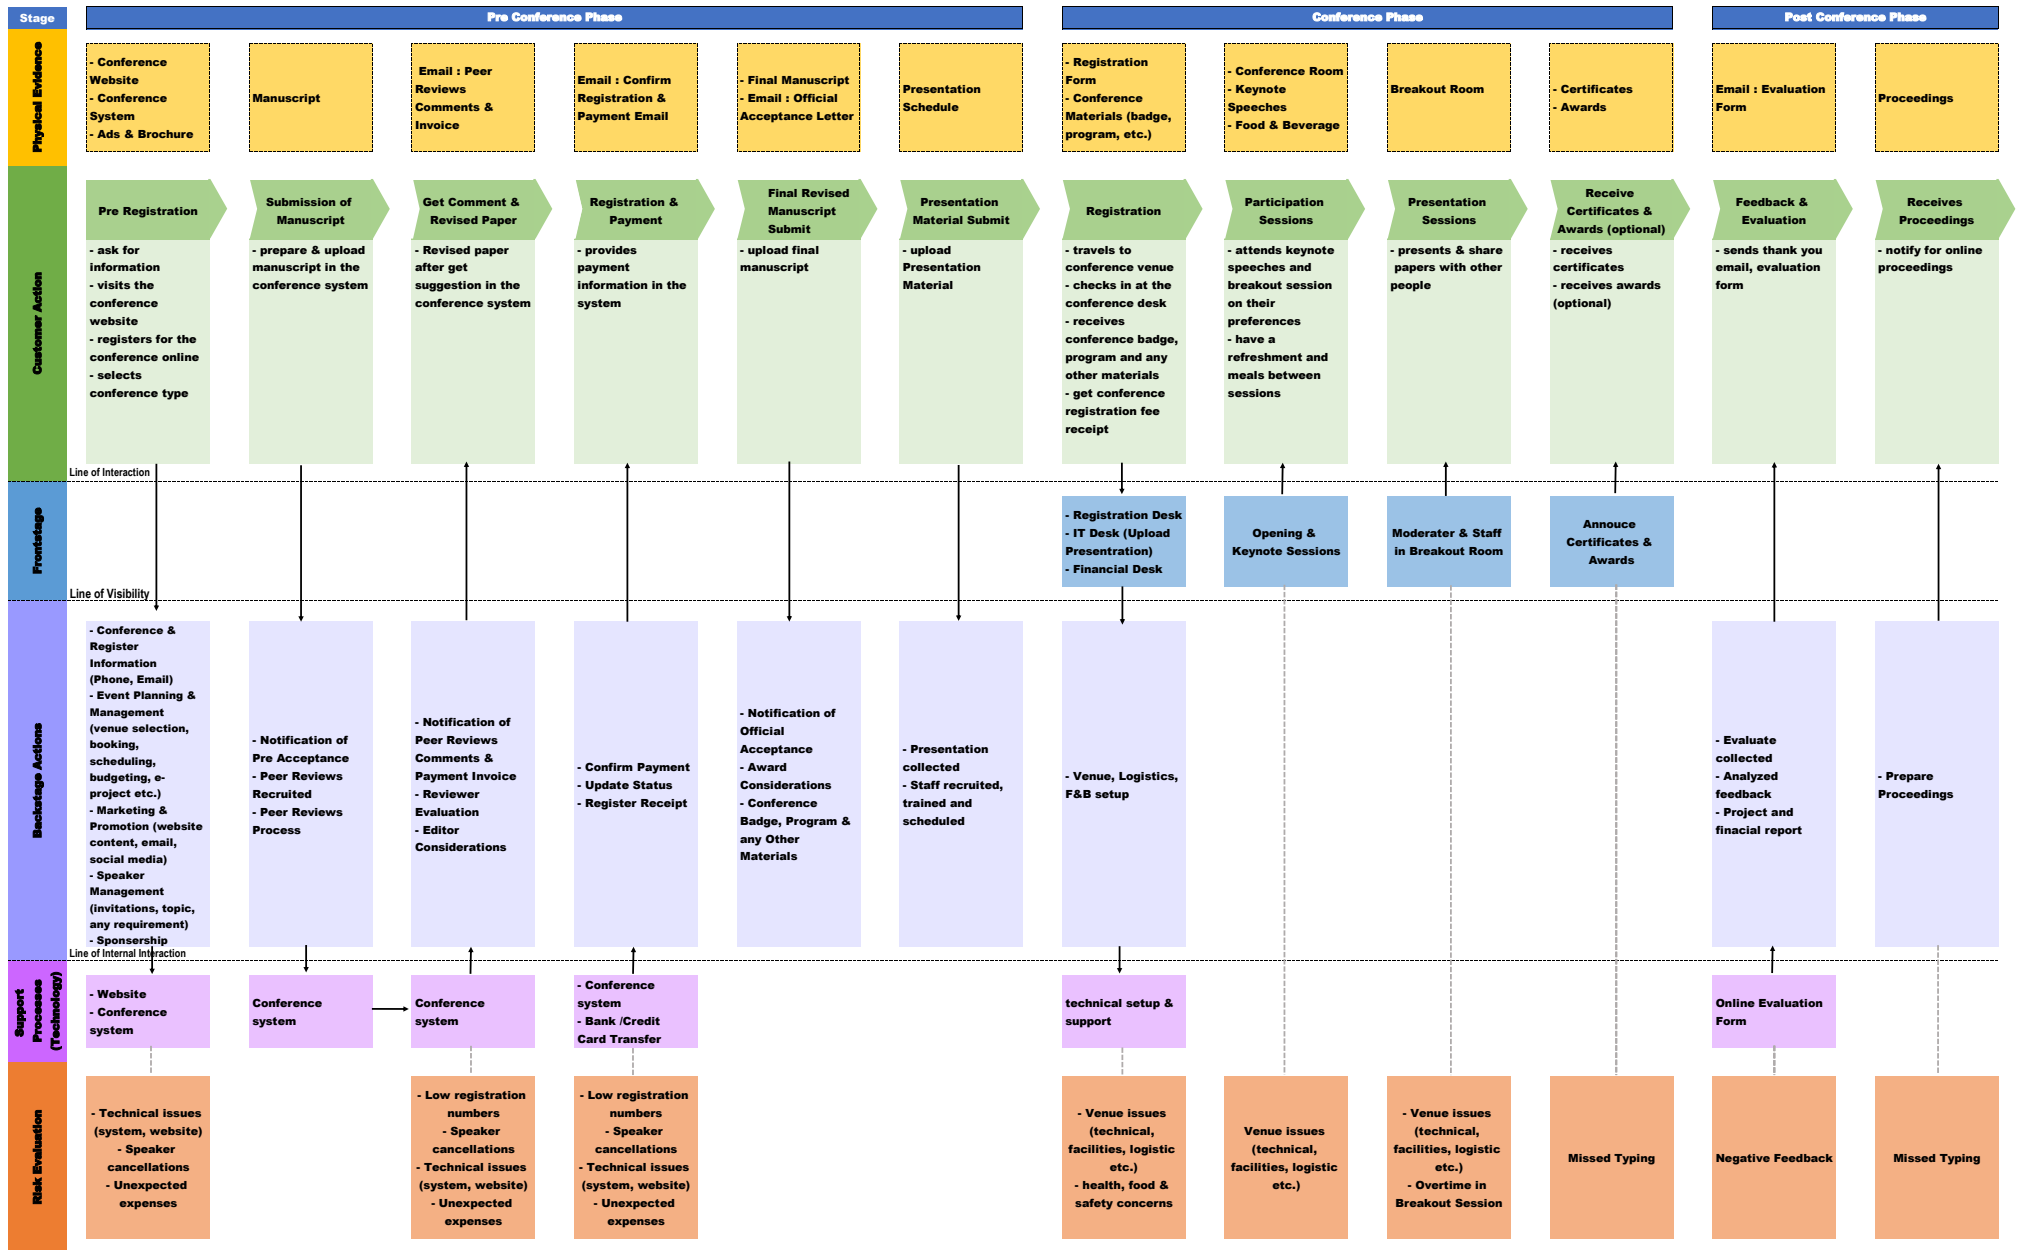 Stage
Pre Conference Phase
Conference Phase
Post Conference Phase
Physical Evidence
- Conference
Website
- Conference
System
- Ads & Brochure
Manuscript
Email : Peer
Reviews
Comments &
Invoice
Email : Confirm
Registration &
Payment Email
- Final Manuscript
- Email : Official
Acceptance Letter
Presentation
Schedule
- Registration
Form
- Conference
Materials (badge,
program, etc.)
- Conference Room
- Keynote
Speeches
- Food & Beverage
Breakout Room
- Certificates
- Awards
Email : Evaluation
Form
Proceedings
Customer Action
Pre Registration
Submission of
Manuscript
Get Comment &
Revised Paper
Registration &
Payment
Final Revised
Manuscript
Submit
Presentation
Material Submit
Registration
Participation
Sessions
Presentation
Sessions
Receive
Certificates &
Awards (optional)
Feedback &
Evaluation
Receives
Proceedings
- ask for
information
- visits the
conference
website
- registers for the
conference online
- selects
conference type
- prepare & upload
manuscript in the
conference system
- Revised paper
after get
suggestion in the
conference system
- provides
payment
information in the
system
- upload final
manuscript
- upload
Presentation
Material
- travels to
conference venue
- checks in at the
conference desk
- receives
conference badge,
program and any
other materials
- get conference
registration fee
receipt
- attends keynote
speeches and
breakout session
on their
preferences
- have a
refreshment and
meals between
sessions
- presents & share
papers with other
people
- receives
certificates
- receives awards
(optional)
- sends thank you
email, evaluation
form
- notify for online
proceedings
Line of Interaction
Frontstage
- Registration Desk
- IT Desk (Upload
Presentration)
- Financial Desk
Opening &
Keynote Sessions
Moderater & Staff
in Breakout Room
Annouce
Certificates &
Awards
Line of Visibility
Backstage Actions
- Conference &
Register
Information
(Phone, Email)
- Event Planning &
Management
(venue selection,
booking,
scheduling,
budgeting, e-
project etc.)
- Marketing &
Promotion (website
content, email,
social media)
- Speaker
Management
(invitations, topic,
any requirement)
- Sponsership
- Notification of
Pre Acceptance
- Peer Reviews
Recruited
- Peer Reviews
Process
- Notification of
Peer Reviews
Comments &
Payment Invoice
- Reviewer
Evaluation
- Editor
Considerations
- Confirm Payment
- Update Status
- Register Receipt
- Notification of
Official
Acceptance
- Award
Considerations
- Conference
Badge, Program &
any Other
Materials
- Presentation
collected
- Staff recruited,
trained and
scheduled
- Venue, Logistics,
F&B setup
- Evaluate
collected
- Analyzed
feedback
- Project and
finacial report
- Prepare
Proceedings
Line of Internal Interaction
Support
Processes
(Technology)
- Website
- Conference
system
Conference
system
Conference
system
- Conference
system
- Bank /Credit
Card Transfer
technical setup &
support
Online Evaluation
Form
Risk Evaluation
- Technical issues
(system, website)
- Speaker
cancellations
- Unexpected
expenses
- Low registration
numbers
- Speaker
cancellations
- Technical issues
(system, website)
- Unexpected
expenses
- Low registration
numbers
- Speaker
cancellations
- Technical issues
(system, website)
- Unexpected
expenses
- Venue issues
(technical,
facilities, logistic
etc.)
- health, food &
safety concerns
Venue issues
(technical,
facilities, logistic
etc.)
- Venue issues
(technical,
facilities, logistic
etc.)
- Overtime in
Breakout Session
Missed Typing
Negative Feedback
Missed Typing